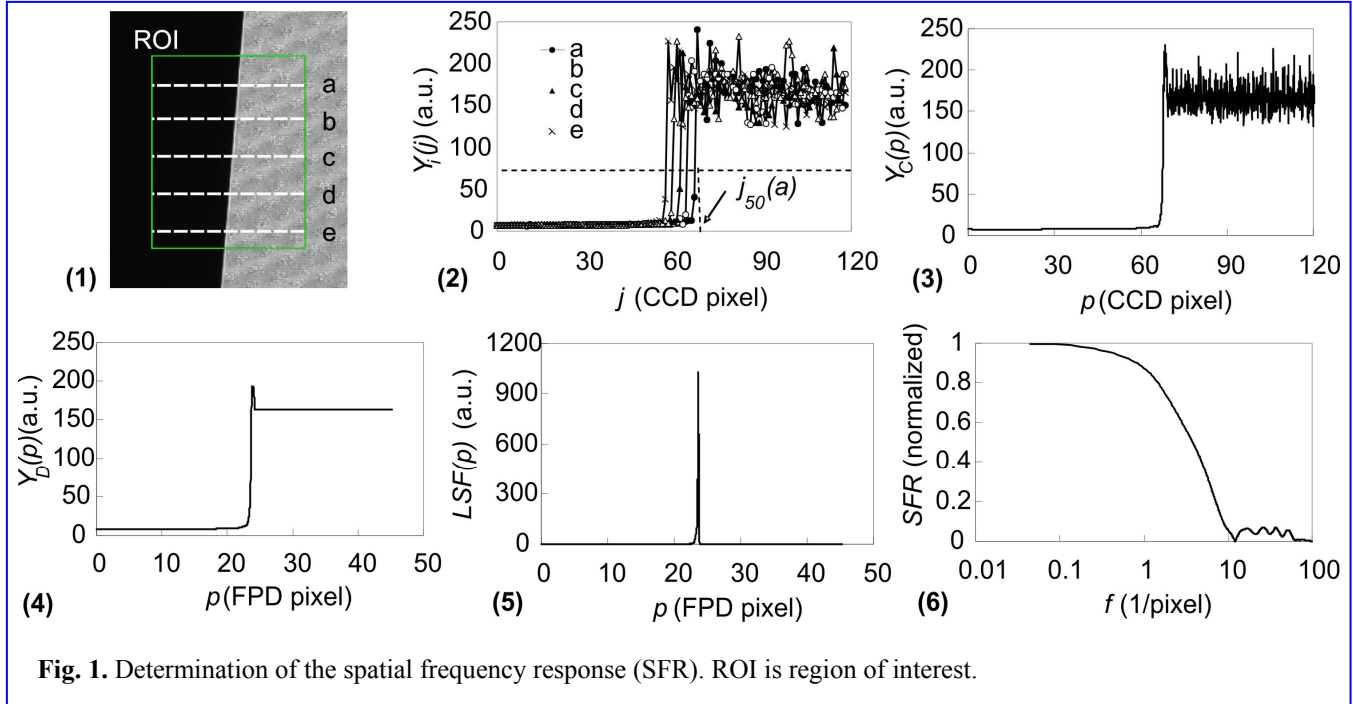 ROI
a
b
c
d
e
(1)
250
200
150
100
50
0
0 30 60 90 120
Y_i(j) (a.u.)
j (CCD pixel)
a
b
c
d
e
j_50(a)
(2)
250
200
150
100
50
0
0 30 60 90 120
Y_C(p)(a.u.)
p (CCD pixel)
(3)
250
200
150
100
50
0
0 10 20 30 40 50
Y_D(p)(a.u.)
p (FPD pixel)
(4)
1200
900
600
300
0
0 10 20 30 40 50
LSF(p) (a.u.)
p (FPD pixel)
(5)
1
0.8
0.6
0.4
0.2
0
0.01 0.1 1 10 100
SFR (normalized)
f (1/pixel)
(6)
Fig. 1. Determination of the spatial frequency response (SFR). ROI is region of interest.